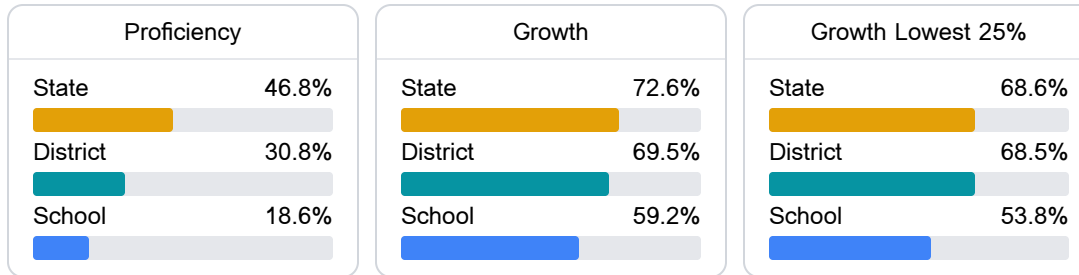 Proficiency
State 46.8%
District 30.8%
School 18.6%
Growth
State 72.6%
District 69.5%
School 59.2%
Growth Lowest 25%
State 68.6%
District 68.5%
School 53.8%